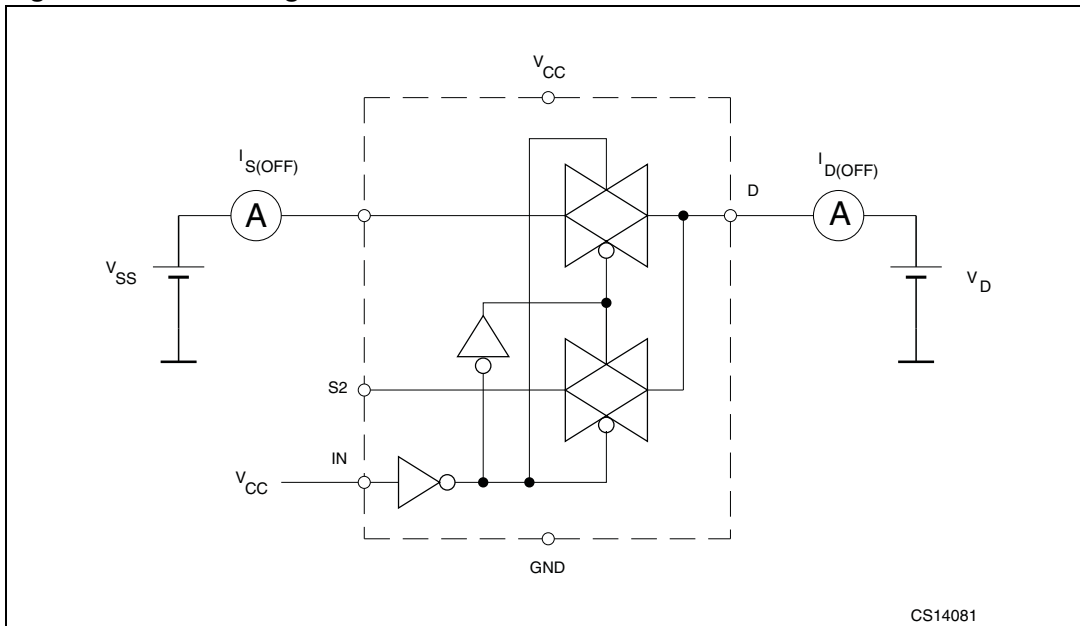 V CC
I S(OFF)
I D(OFF)
D
A
A
V SS
V D
S2
IN
V CC
GND
CS14081